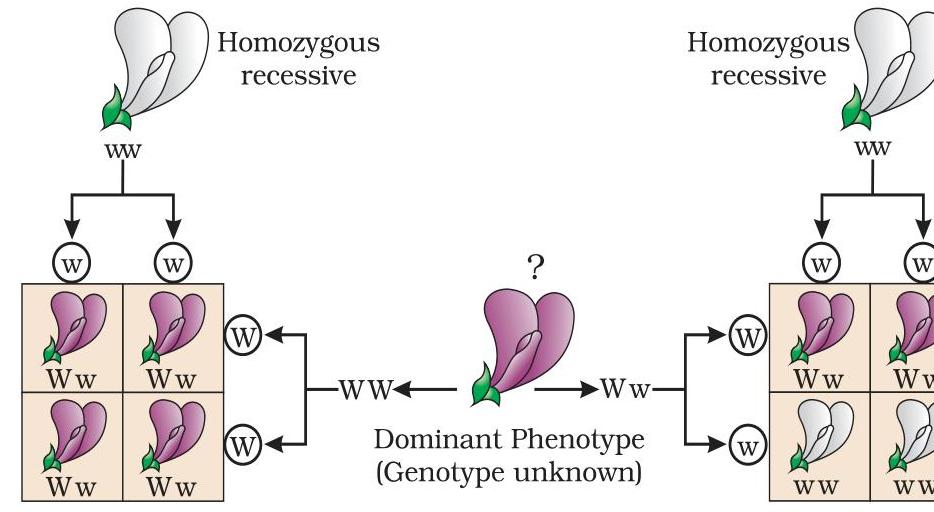 Homozygous
recessive
ww
w w
Ww Ww
Ww Ww
W
W
WW
?
Dominant Phenotype
(Genotype unknown)
Ww
Homozygous
recessive
ww
w w
W
w
Ww Ww
ww ww